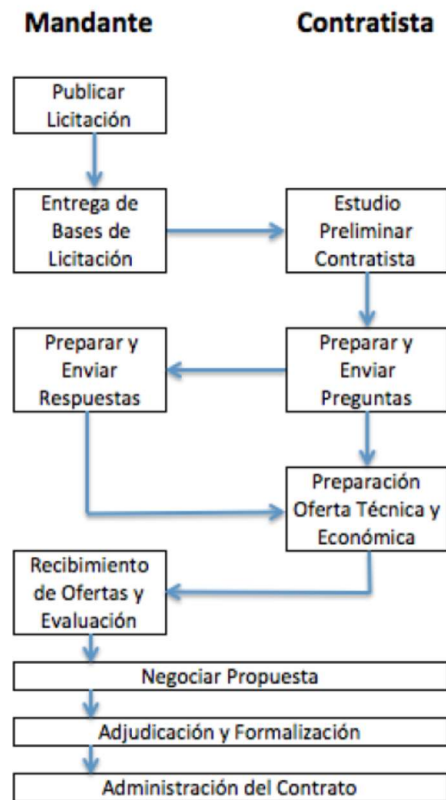 Mandante
Contratista
Publicar
Licitación
Entrega de
Bases de
Licitación
Estudio
Preliminar
Contratista
Preparar y
Enviar
Respuestas
Preparar y
Enviar
Preguntas
Preparación
Oferta Técnica y
Económica
Recibimiento
de Ofertas y
Evaluación
Negociar Propuesta
Adjudicación y Formalización
Administración del Contrato